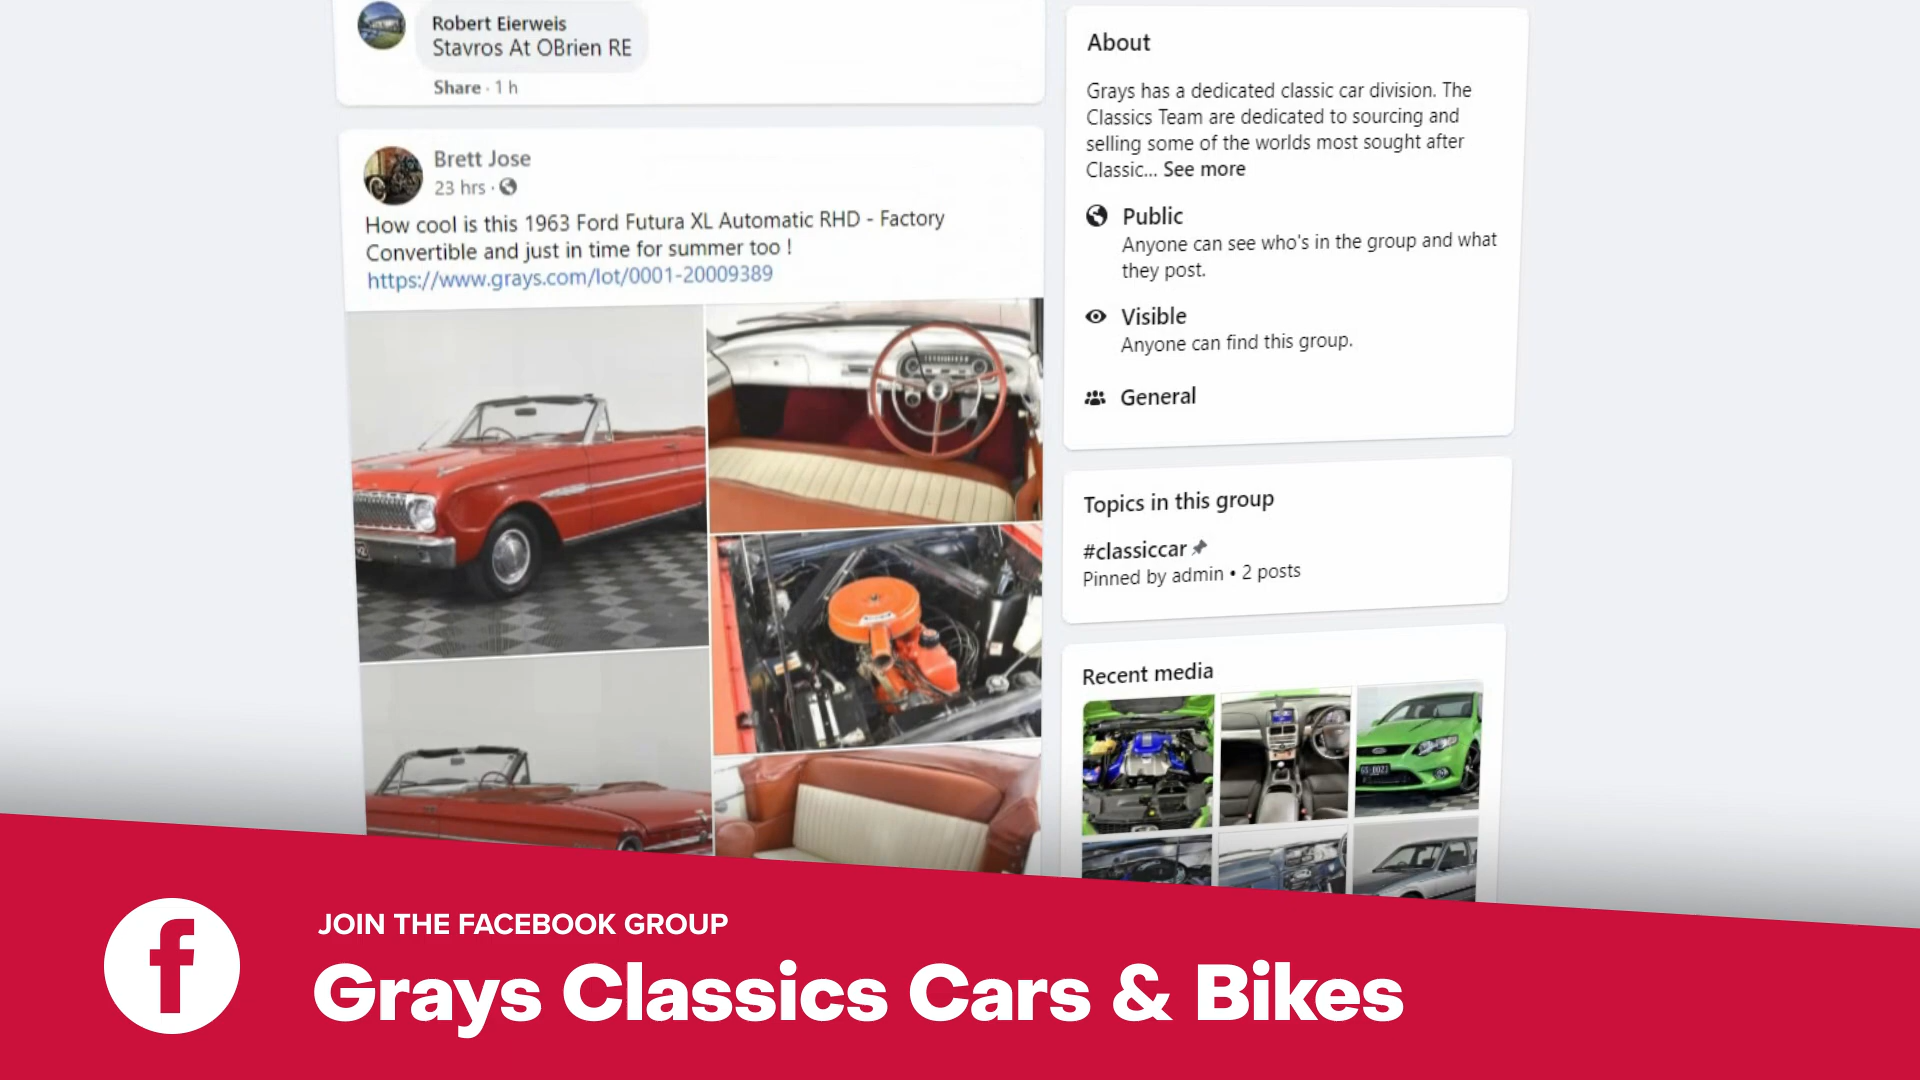 Robert Eierweis
Stavros At OBrien RE
Share · 1 h
Brett Jose
23 hrs ·
How cool is this 1963 Ford Futura XL Automatic RHD - Factory
Convertible and just in time for summer too !
https://www.grays.com/lot/0001-20009389
About
Grays has a dedicated classic car division. The
Classics Team are dedicated to sourcing and
selling some of the worlds most sought after
Classic... See more
Public
Anyone can see who's in the group and what
they post.
Visible
Anyone can find this group.
General
Topics in this group
#classiccar
Pinned by admin • 2 posts
Recent media
JOIN THE FACEBOOK GROUP
Grays Classics Cars & Bikes